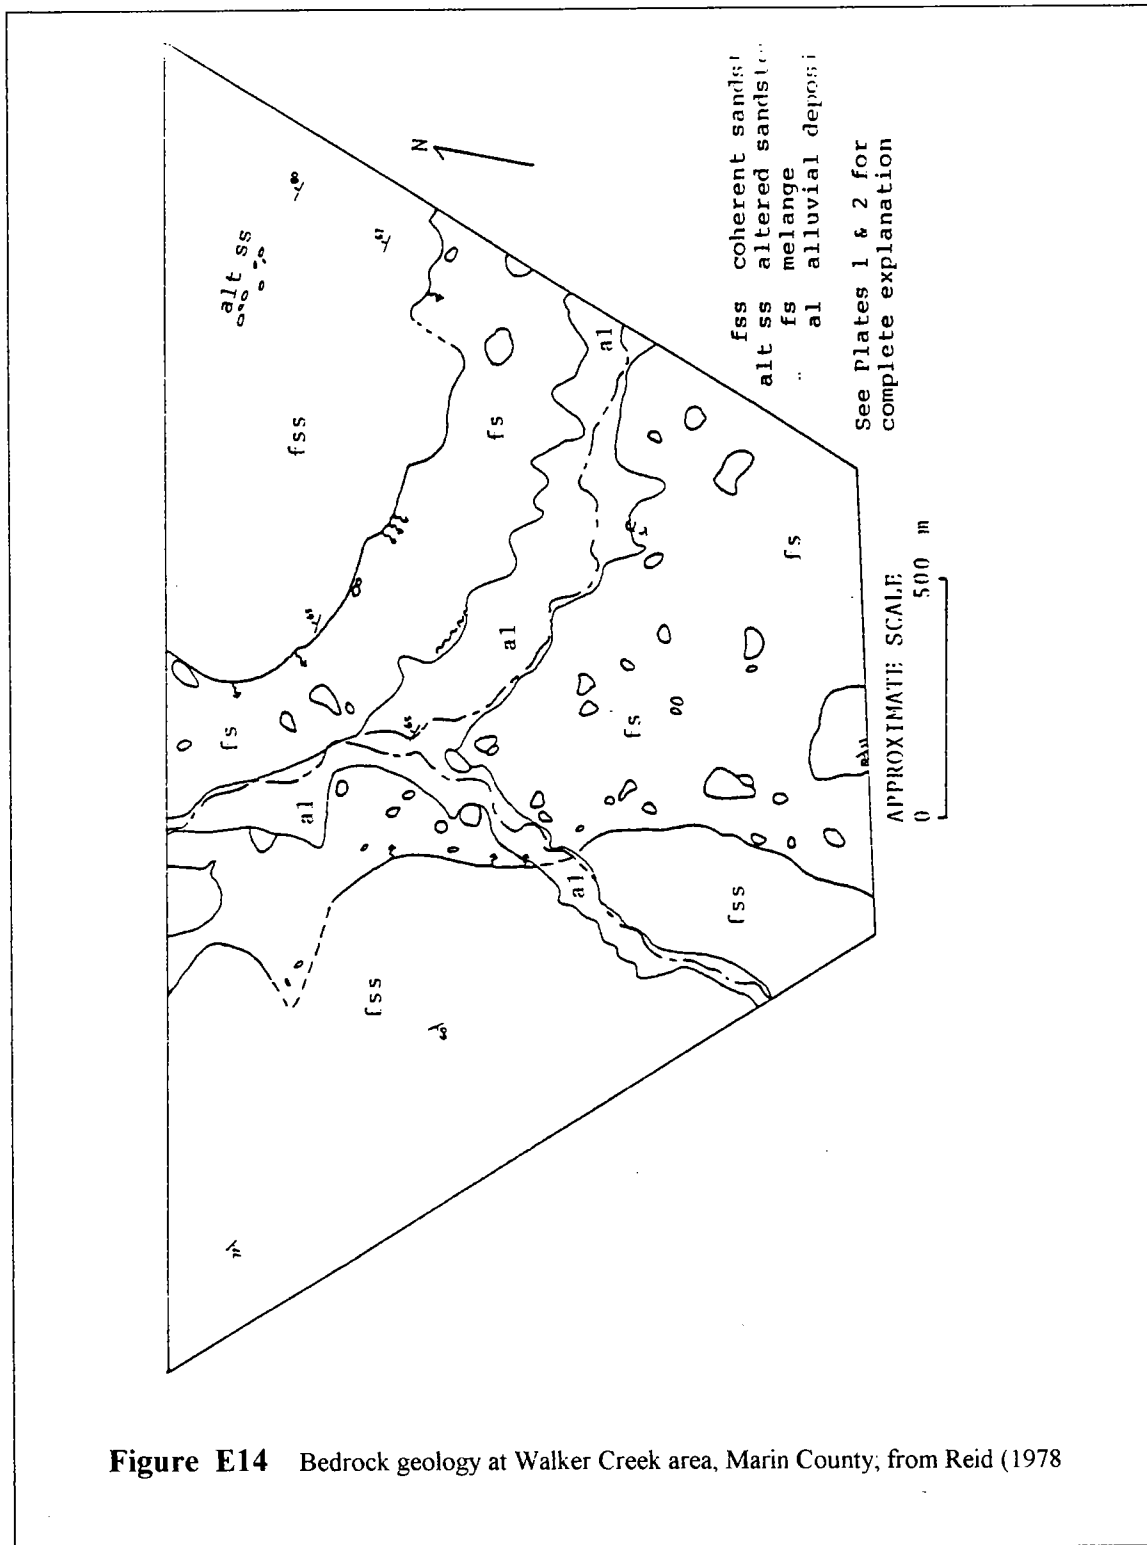 N
alt ss
fss
fs
al
fs
al
fs
al
fs
al
fss
fss
60
fss coherent
alt ss altered
fs melange
al alluvial
See Plates 1 & 2 for
complete explanation
APPROXIMATE SCALE
0 500 m
Figure E14 Bedrock geology at Walker Creek area, Marin County; from Reid (1978